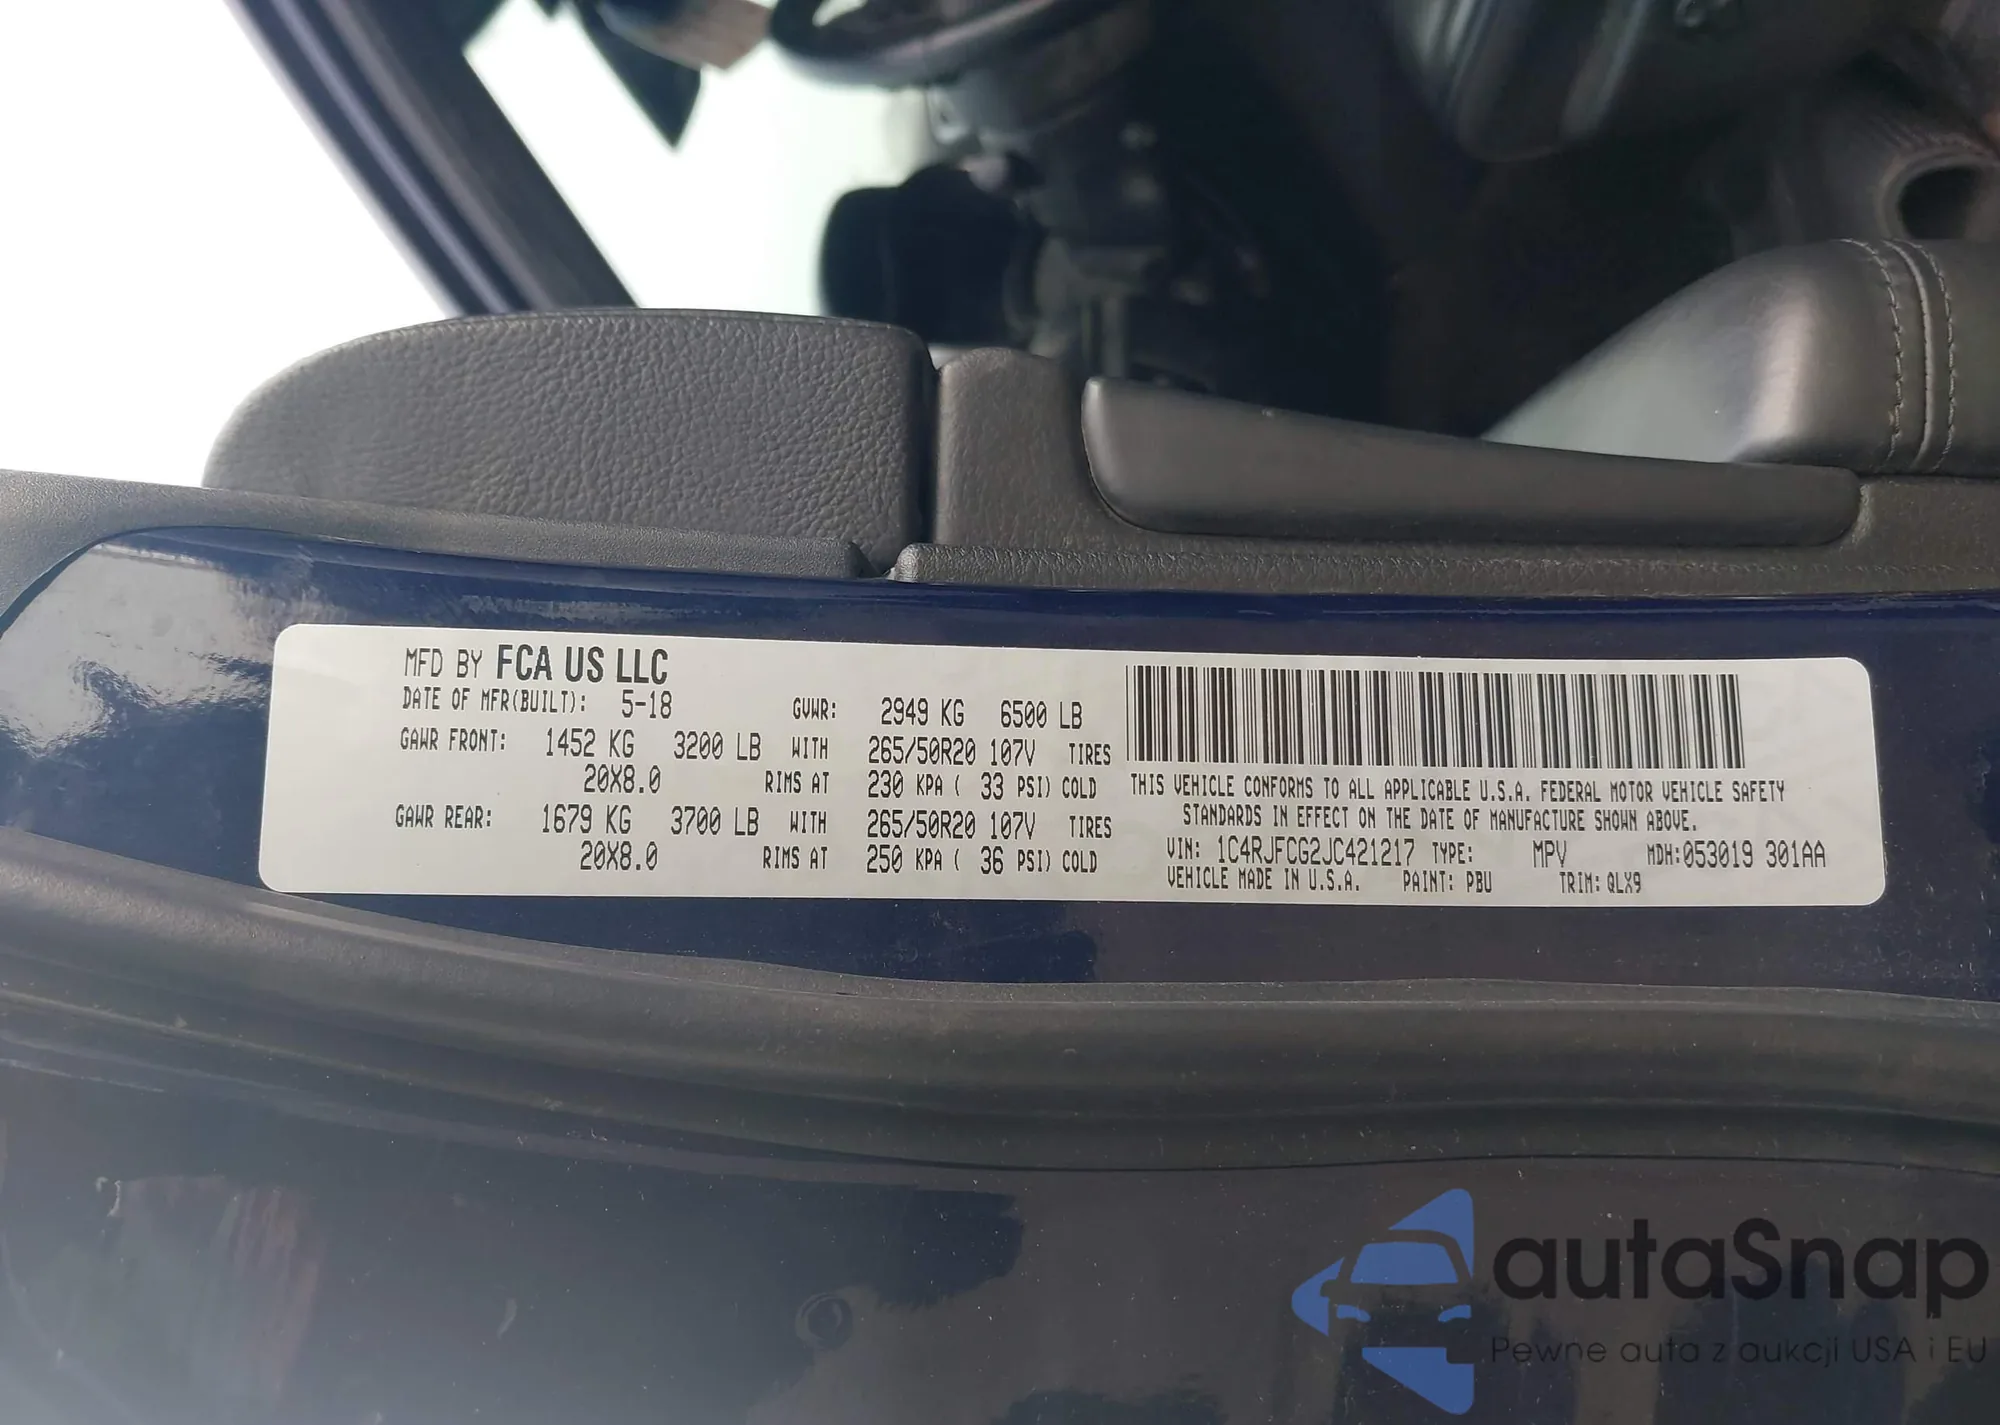 MFD BY FCA US LLC
DATE OF MFR(BUILT): 5-18 GVWR: 2949 KG 6500 LB
GAWR FRONT: 1452 KG 3200 LB WITH 265/50R20 107V TIRES
20X8.0 RIMS AT 230 KPA ( 33 PSI) COLD
GAWR REAR: 1679 KG 3700 LB WITH 265/50R20 107V TIRES
20X8.0 RIMS AT 250 KPA ( 36 PSI) COLD
THIS VEHICLE CONFORMS TO ALL APPLICABLE U.S.A. FEDERAL MOTOR VEHICLE SAFETY
STANDARDS IN EFFECT ON THE DATE OF MANUFACTURE SHOWN ABOVE.
VIN: 1C4RJFCG2JC421217 TYPE: MPV MDH:053019 301AA
VEHICLE MADE IN U.S.A. PAINT: PBU TRIM: QLX9
autaSnap
Pewne auta z aukcji USA i EU